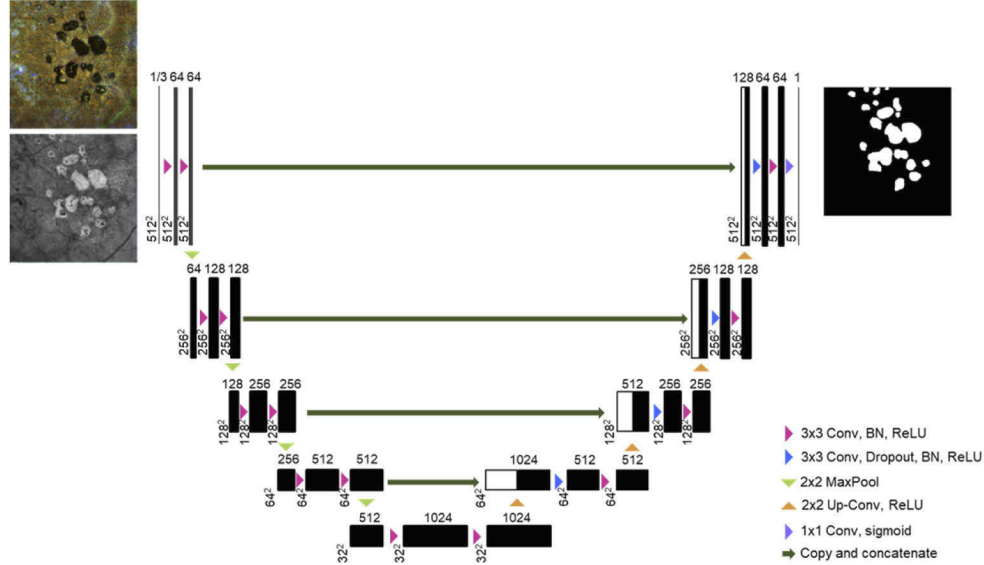 1/3 64 64
512²
512²
512²
128 64 64 1
512²
512²
512²
512²
64 128 128
256²
256²
256²
256 128 128
256²
256²
256²
128 256 256
128²
128²
128²
512 256 256
128²
128²
128²
256 512 512
64²
64²
64²
1024 512 512
64²
64²
64²
512 1024 1024
32²
32²
32²
3x3 Conv, BN, ReLU
3x3 Conv, Dropout, BN, ReLU
2x2 MaxPool
2x2 Up-Conv, ReLU
1x1 Conv, sigmoid
Copy and concatenate